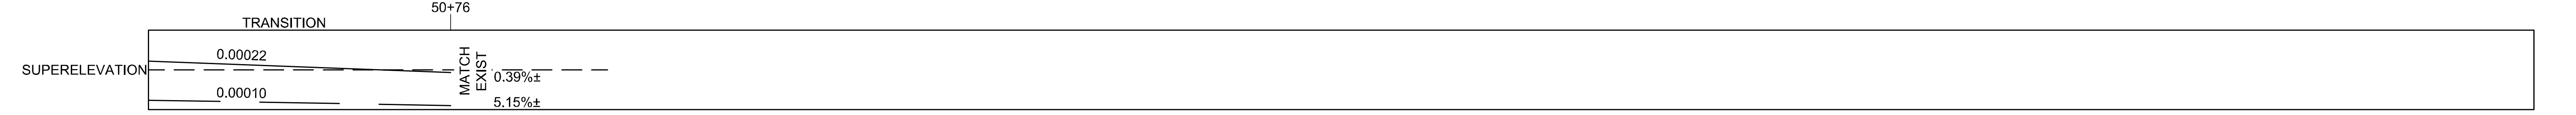 50+76
TRANSITION
0.00022
MATCH
EXIST
SUPERELEVATION
0.39%±
0.00010
5.15%±